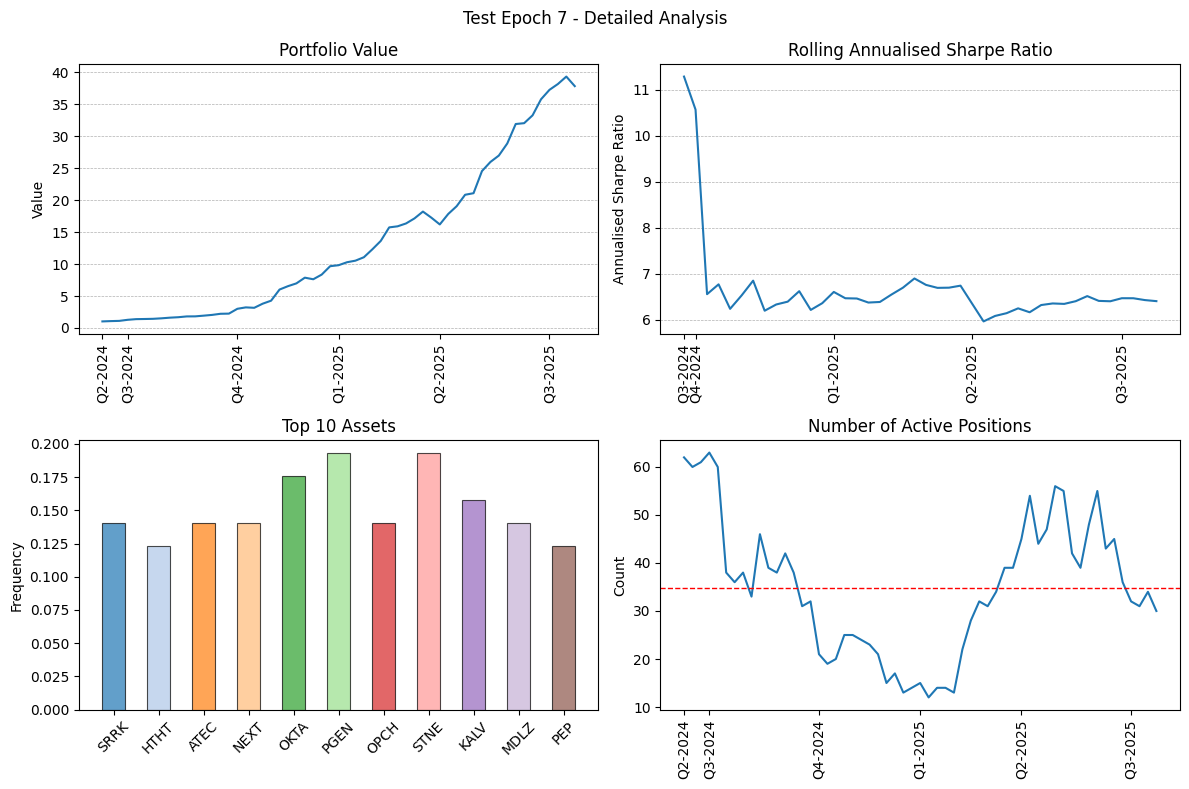 Test Epoch 7 - Detailed Analysis
Portfolio Value
Value
40
35
30
25
20
15
10
5
0
Q2-2024
Q3-2024
Q4-2024
Q1-2025
Q2-2025
Q3-2025
Rolling Annualised Sharpe Ratio
Annualised Sharpe Ratio
11
10
9
8
7
6
Q3-2024
Q4-2024
Q1-2025
Q2-2025
Q3-2025
Top 10 Assets
Frequency
0.200
0.175
0.150
0.125
0.100
0.075
0.050
0.025
0.000
SRRK
HTHT
ATEC
NEXT
OKTA
PGEN
OPCH
STNE
KALV
MDLZ
PEP
Number of Active Positions
Count
60
50
40
30
20
10
Q2-2024
Q3-2024
Q4-2024
Q1-2025
Q2-2025
Q3-2025